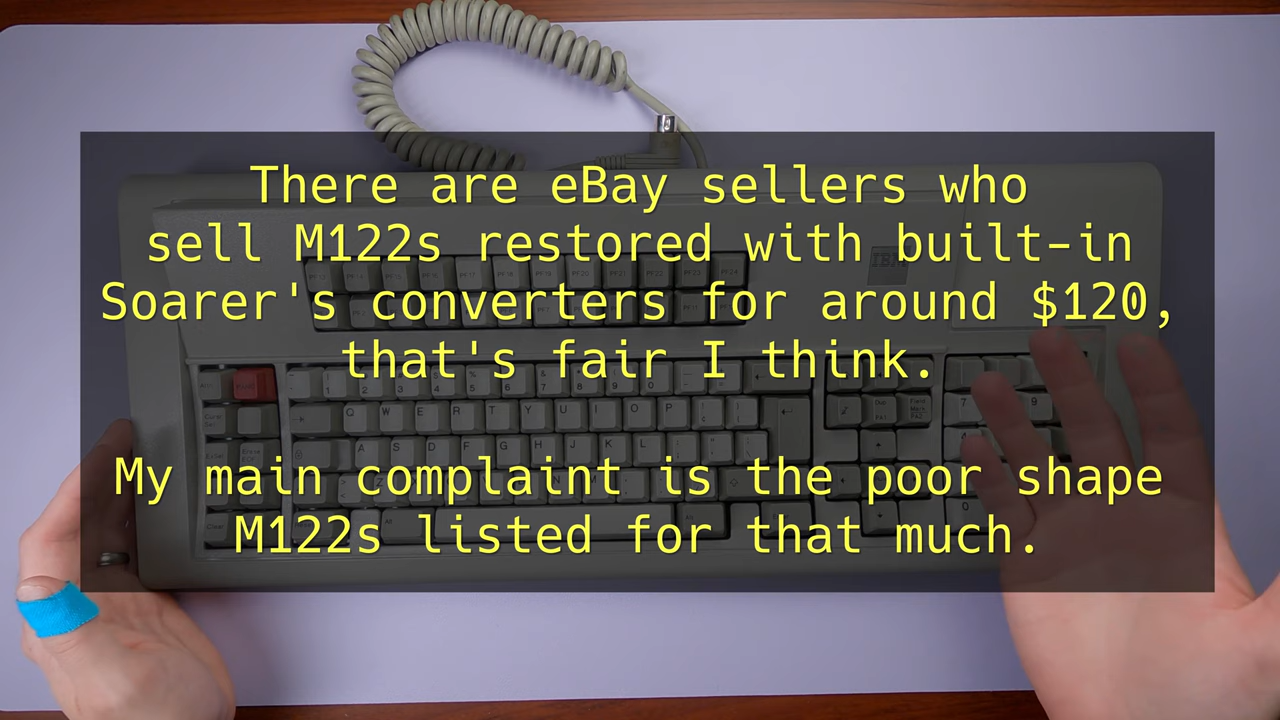 There are eBay sellers who
sell M122s restored with built-in
Soarer's converters for around $120,
that's fair I think.
My main complaint is the poor shape
M122s listed for that much.
IBM
Q W E R T Y U I O P
A S D F G H J K L